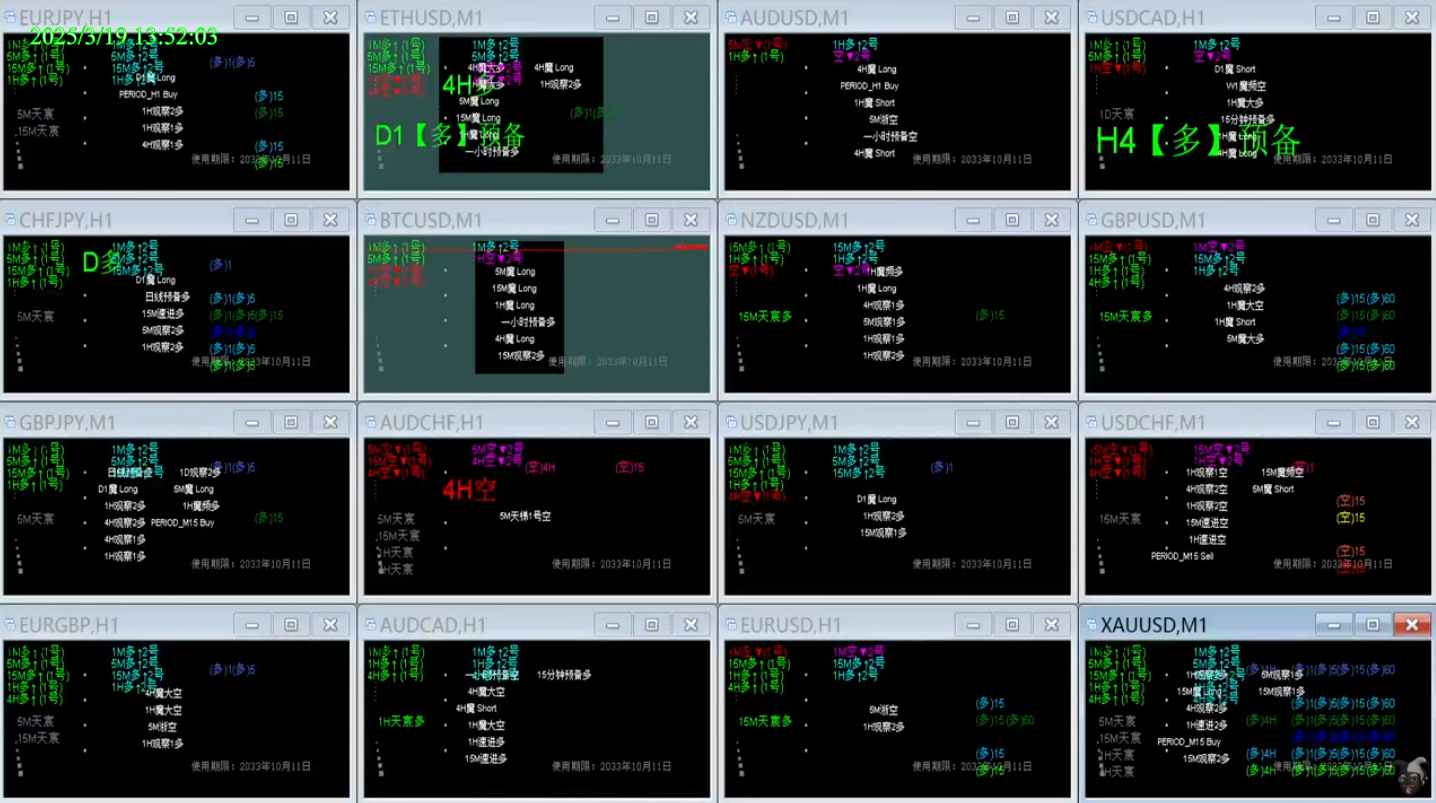 EURJPY,H1
2025/3/19 13:52:03
1M多↑(1号) 1M多↑2号
5M多↑(1号) 5M多↑2号
15M多↑(1号) 15M多↑2号 (多)1(多)5
1H多↑(1号) 1H多↑2号 D1魔 Long
PERIOD_H1 Buy (多)15
5M天宸 1H观察2多 (多)15
15M天宸 1H观察3多
4H观察1多 (多)15
使用期限：2033年10月11日
(多)15
ETHUSD,M1
1M多↑(1号) 1M多↑2号
5M多↑(1号) 5M多↑2号
15M多↑(1号) 4H魔大多 4H魔 Long
4H多 1H观察2多
5M魔 Long
15M魔 Long
D1【多】预备
一小时预备多
使用期限：2033年10月11日
AUDUSD,M1
1H多↑2号
1H多↑(1号) 空▼2号
4H魔 Long
PERIOD_H1 Buy
1H魔 Short
5M浙空
一小时预备空
4H魔 Short
使用期限：2033年10月11日
USDCAD,H1
1M多↑(1号) 1M多↑2号
5M多↑(1号) 空▼2号
D1魔 Short
W1魔频空
1H魔大多
1D天宸 15分钟预备多
H4【多】预备
4H魔 Long
使用期限：2033年10月11日
CHFJPY,H1
1M多↑(1号) 1M多↑2号
5M多↑(1号) 5M多↑2号
15M多↑(1号) D多 15M多↑2号 (多)1
1H多↑(1号) D1魔 Long
日线预备多 (多)1(多)5
5M天宸 15M速进多 (多)1(多)5(多)15
5M观察2多
1H观察2多 (多)1(多)5
使用期限：2033年10月11日
(多)1(多)5
BTCUSD,M1
1M多↑(1号) 1M多↑2号
5M多↑(1号) 空▼2号
5M魔 Long
15M魔 Long
1H魔 Long
一小时预备多
4H魔 Long
15M观察2多
使用期限：2033年10月11日
NZDUSD,M1
15M多↑(1号) 15M多↑2号
1H多↑(1号) 1H多↑2号
空▼(1号) 空▼2号 1H魔频多
1H魔 Long
4H观察1多
15M天宸多 5M观察3多 (多)15
1H观察3多
1H观察2多
使用期限：2033年10月11日
GBPUSD,M1
1M空▼(1号) 1M空▼2号
5M多↑(1号) 15M多↑2号
15M多↑(1号) 1H多↑2号
1H多↑(1号)
4H多↑(1号) 4H观察2多
1H魔大空 (多)15(多)60
15M天宸多 1H魔 Short (多)15(多)60
5M魔大多
(多)15(多)60
使用期限：2033年10月11日
(多)15(多)60
GBPJPY,M1
1M多↑(1号) 1M多↑2号
5M多↑(1号) 5M多↑2号
15M多↑(1号) 日线预备多 1D观察2多 (多)1(多)5
1H多↑(1号) D1魔 Long 5M魔 Long
1H观察2多 1H魔频多
5M天宸 4H观察2多 PERIOD_M15 Buy (多)15
4H观察1多
1H观察1多
使用期限：2033年10月11日
AUDCHF,H1
5M空▼(1号) 5M空▼2号
15M空▼(1号) 4H空▼2号
4H空▼(1号) (空)4H (空)15
4H空
5M天宸 5M天梯1号空
15M天宸
1H天宸
天宸
使用期限：2033年10月11日
USDJPY,M1
1M多↑(1号) 1M多↑2号
5M多↑(1号) 5M多↑2号
15M多↑(1号) 15M多↑2号 (多)1
1H多↑(1号)
4H空▼(1号) D1魔 Long
5M天宸 1H观察2多
15M观察1多
使用期限：2033年10月11日
USDCHF,M1
15M空▼(1号) 15M空▼2号
1H空▼(1号) 1H空▼2号
4H空▼(1号) 1H观察1空 15M魔频空
4H观察2空 5M魔 Short
1H观察2空 (空)15
15M天宸 15M速进空 (空)15
1H速进空
PERIOD_M15 Sell (空)15
使用期限：2033年10月11日
EURGBP,H1
1M多↑(1号) 1M多↑2号
5M多↑(1号) 5M多↑2号
15M多↑(1号) 15M多↑2号 (多)1(多)5
1H多↑(1号) 1H多↑2号
4H多↑(1号) 4H魔大空
1H魔大空
5M天宸 5M浙空
15M天宸 1H观察1多
使用期限：2033年10月11日
AUDCAD,H1
1M多↑(1号) 1M多↑2号
1H多↑(1号) 1H多↑2号
4H多↑(1号) 一小时预备空 15分钟预备多
4H魔大空
4H魔 Short
1H天宸多 1H魔大空
1H速进多
15M速进多
使用期限：2033年10月11日
EURUSD,H1
1M空▼(1号) 1M空▼2号
15M多↑(1号) 15M多↑2号
1H多↑(1号) 1H多↑2号
4H多↑(1号)
5M浙空 (多)15
15M天宸多 1H观察2多 (多)15(多)60
(多)15
使用期限：2033年10月11日
(多)15
XAUUSD,M1
1M多↑(1号) 1M多↑2号
5M多↑(1号) 5M多↑2号
15M多↑(1号) 1H观察2多 (多)4H 5M观察1多 (多)1(多)5(多)15(多)60
1H多↑(1号) 15M魔 Long 15M观察1多
4H多↑(1号) 4H观察2多 (多)1(多)5(多)15(多)60
5M天宸 1H速进2多 (多)4H (多)1(多)5(多)15(多)60
15M天宸 PERIOD_M15 Buy
1H天宸 15M观察2多 (多)4H (多)1(多)5(多)15(多)60
天宸 (多)4H (多)1(多)5(多)15(多)60